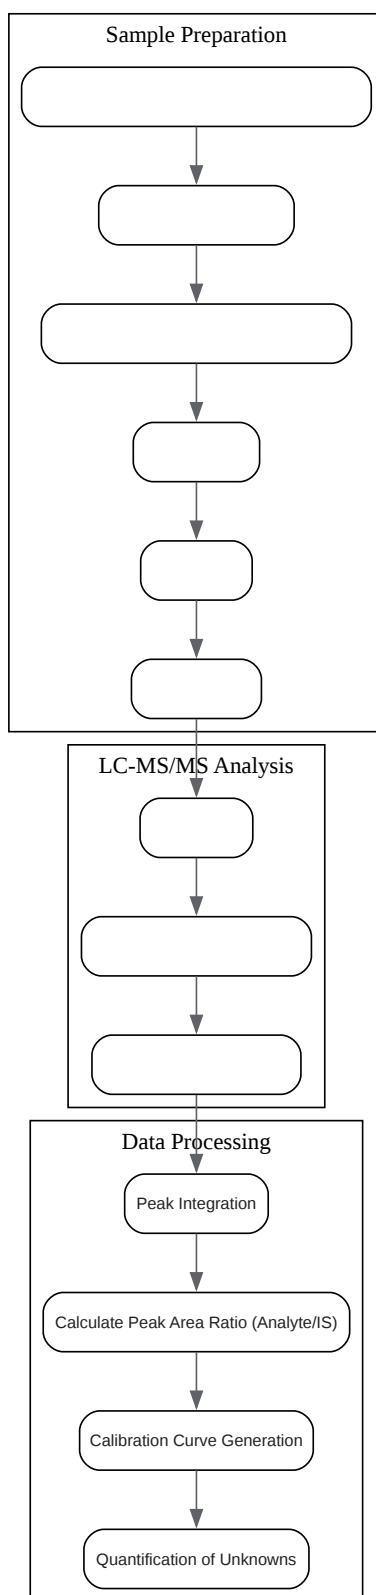 Sample Preparation
LC-MS/MS Analysis
Data Processing
Peak Integration
Calculate Peak Area Ratio (Analyte/IS)
Calibration Curve Generation
Quantification of Unknowns